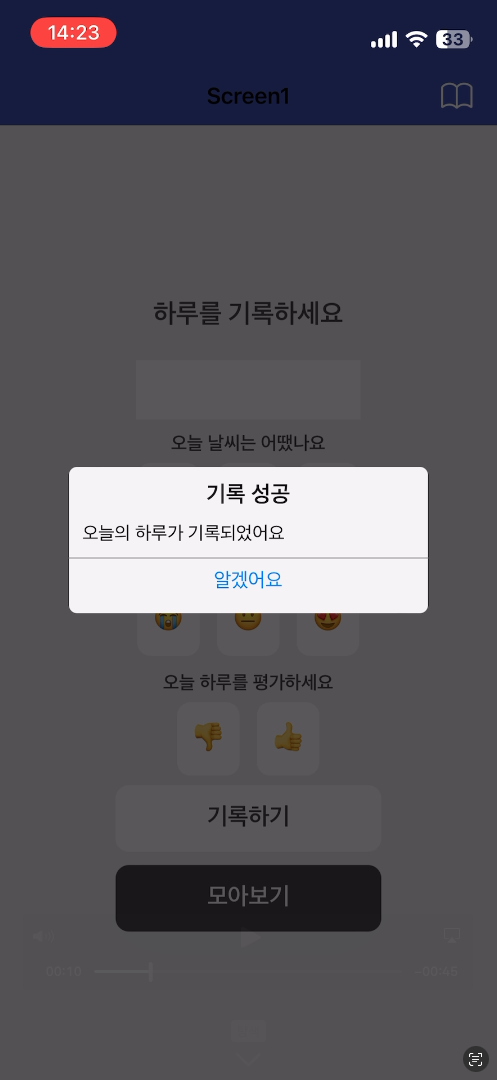 14:23
33
Screen1
하루를 기록하세요
오늘 날씨는 어땠나요
기록 성공
오늘의 하루가 기록되었어요
알겠어요
오늘 하루를 평가하세요
기록하기
모아보기
00:10
-00:46